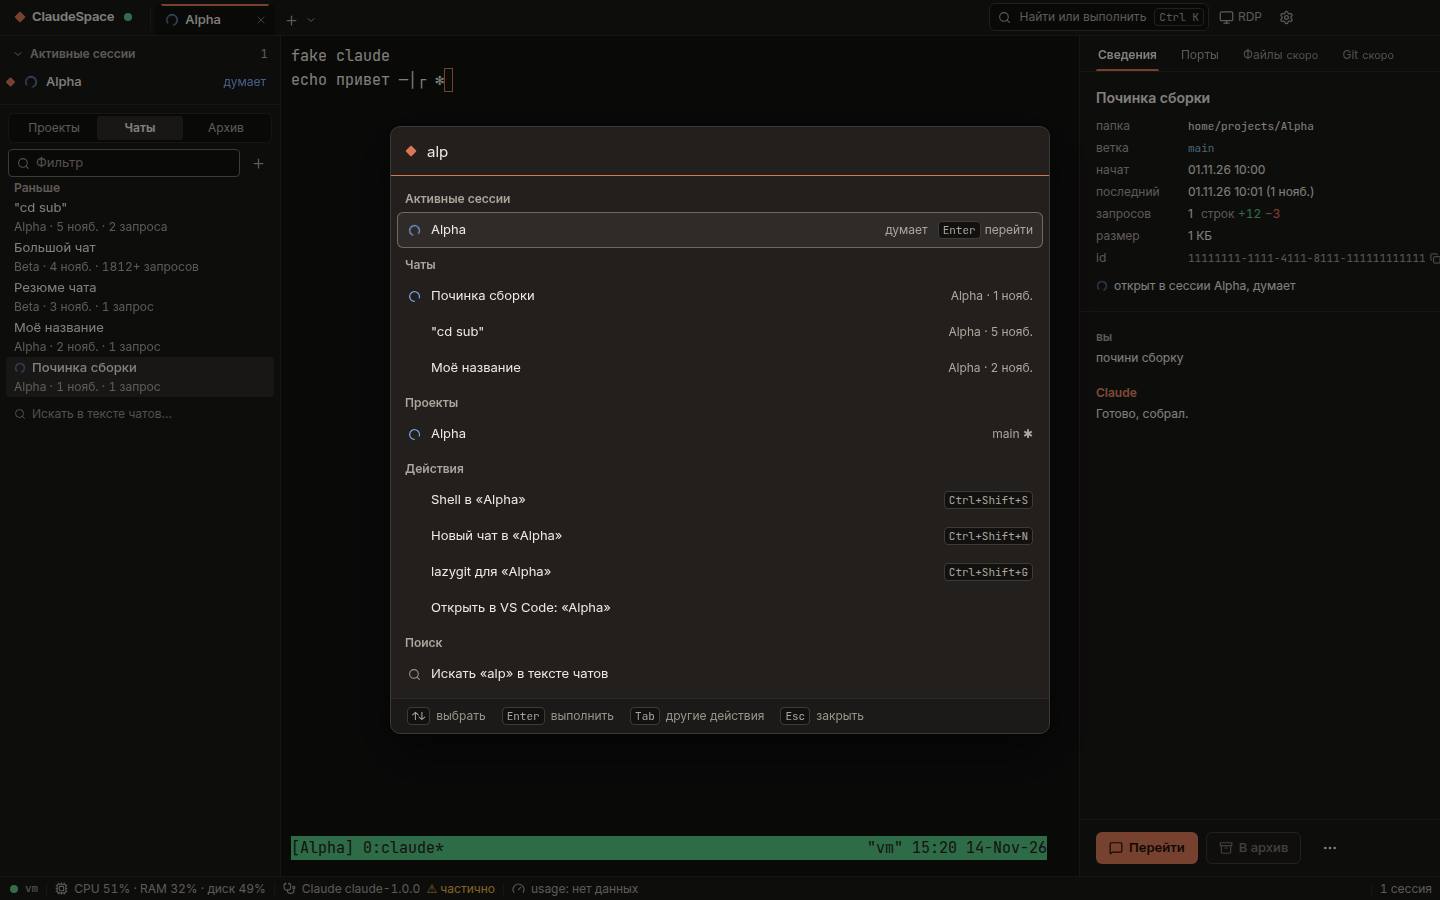 ClaudeSpace
Alpha
Найти или выполнить Ctrl K
RDP
Активные сессии 1
Alpha думает
Проекты Чаты Архив
Фильтр
Раньше
"cd sub"
Alpha · 5 нояб. · 2 запроса
Большой чат
Beta · 4 нояб. · 1812+ запросов
Резюме чата
Beta · 3 нояб. · 1 запрос
Моё название
Alpha · 2 нояб. · 1 запрос
Починка сборки
Alpha · 1 нояб. · 1 запрос
Искать в тексте чатов...
fake claude
echo привет ─│┌ ✻
alp
Активные сессии
Alpha думает Enter перейти
Чаты
Починка сборки Alpha · 1 нояб.
"cd sub" Alpha · 5 нояб.
Моё название Alpha · 2 нояб.
Проекты
Alpha main ✱
Действия
Shell в «Alpha» Ctrl+Shift+S
Новый чат в «Alpha» Ctrl+Shift+N
lazygit для «Alpha» Ctrl+Shift+G
Открыть в VS Code: «Alpha»
Поиск
Искать «alp» в тексте чатов
↑↓ выбрать Enter выполнить Tab другие действия Esc закрыть
[Alpha] 0:claude* "vm" 15:20 14-Nov-26
Сведения Порты Файлы скоро Git скоро
Починка сборки
папка home/projects/Alpha
ветка main
начат 01.11.26 10:00
последний 01.11.26 10:01 (1 нояб.)
запросов 1 строк +12 −3
размер 1 КБ
id 11111111-1111-4111-8111-111111111111
открыт в сессии Alpha, думает
вы
почини сборку
Claude
Готово, собрал.
Перейти В архив
vm CPU 51% · RAM 32% · диск 49% Claude claude-1.0.0 ⚠ частично usage: нет данных 1 сессия